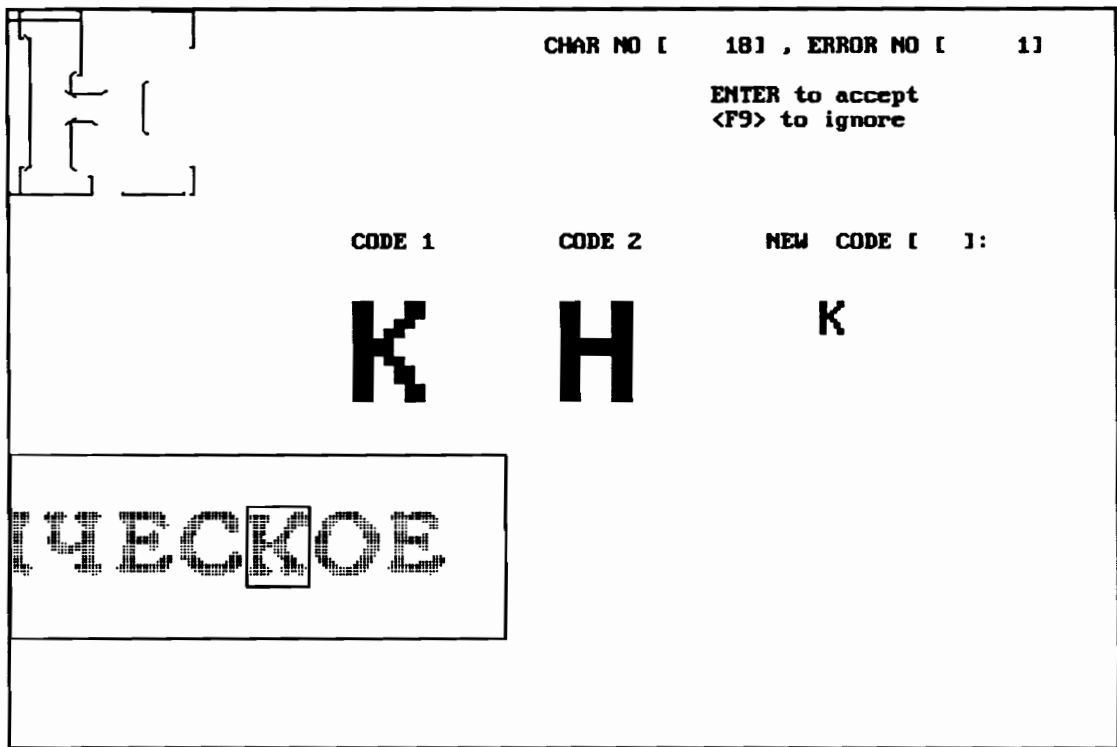 CHAR NO [ 18] , ERROR NO [ 1]
ENTER to accept
<F9> to ignore
CODE 1 CODE 2 NEW CODE [ ]:
K H K
ЧЕСКОЕ